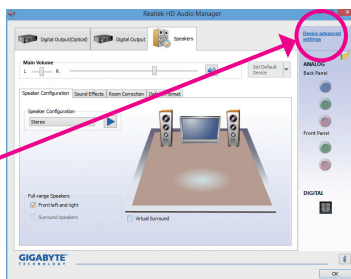 Realtek HD Audio Manager
Digital Output(Optical)
Digital Output
Speakers
Device advanced
settings
Main Volume
L
R
Set Default
Device
ANALOG
Back Panel
Speaker Configuration
Sound Effects
Room Correction
Default Format
Speaker Configuration
Stereo
Front Panel
Full-range Speakers
Front left and right
Surround speakers
Virtual Surround
DIGITAL
GIGABYTE
TECHNOLOGY
OK